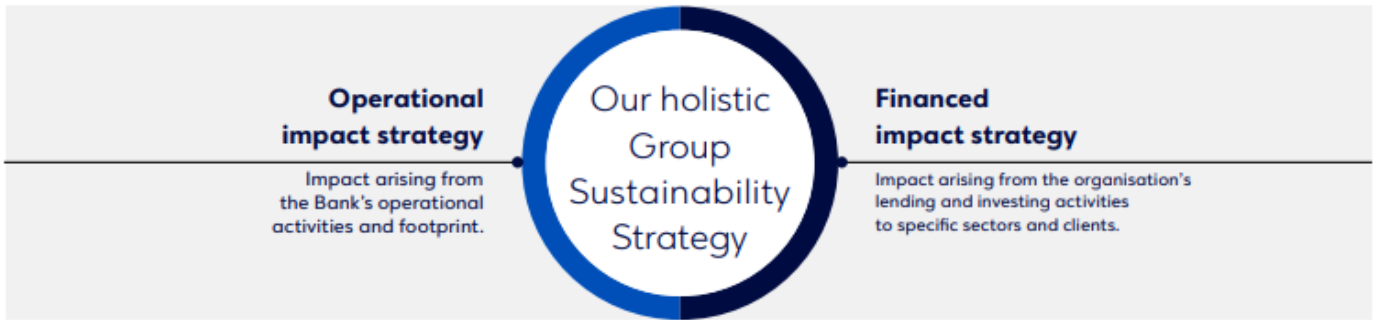 Operational
impact strategy
Impact arising from
the Bank's operational
activities and footprint.
Our holistic
Group
Sustainability
Strategy
Financed
impact strategy
Impact arising from the organisation's
lending and investing activities
to specific sectors and clients.